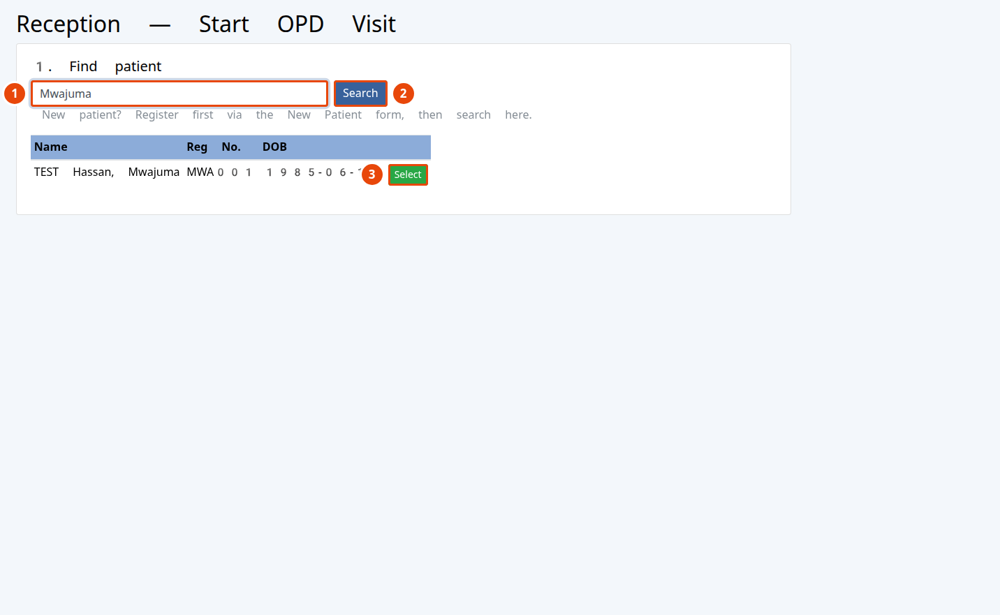 Reception — Start OPD Visit
1. Find patient
1 Mwajuma Search 2
New patient? Register first via the New Patient form, then search here.
Name Reg No. DOB
TEST Hassan, Mwajuma MWA001 1985-06- 3 Select